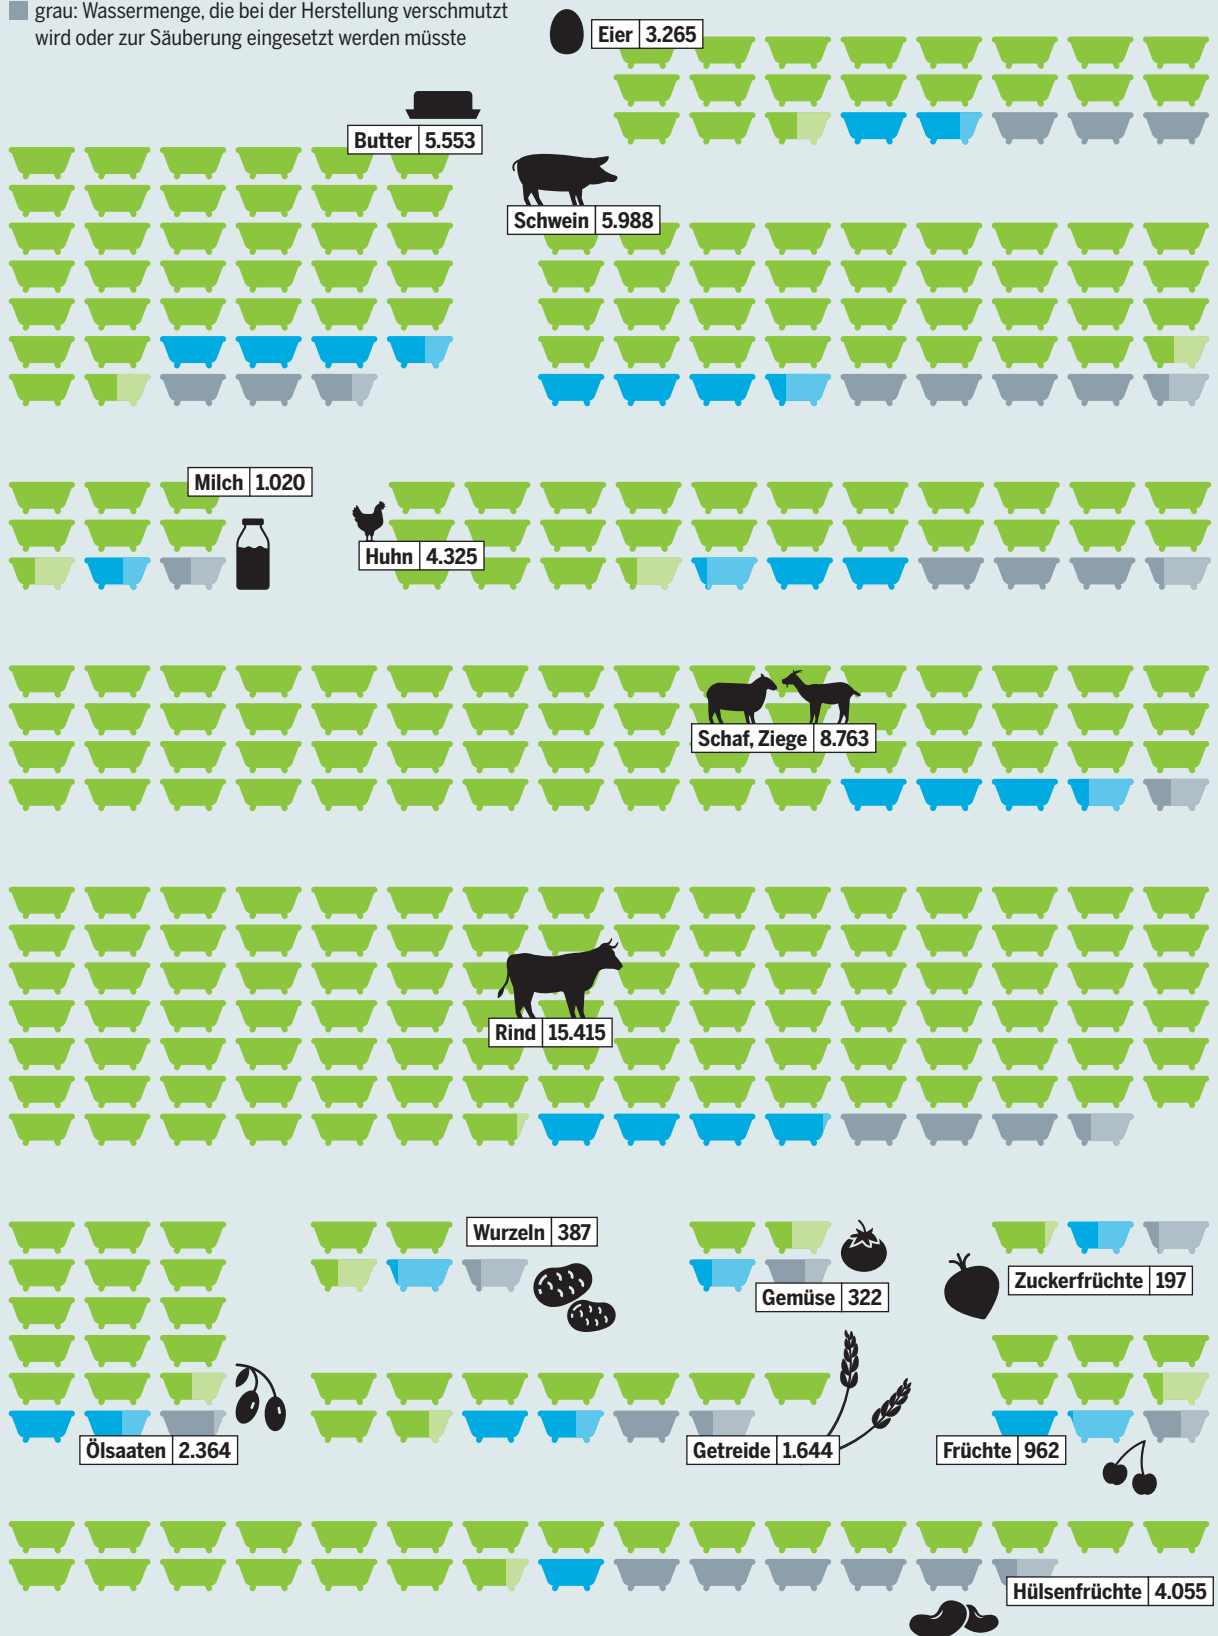 grau: Wassermenge, die bei der Herstellung verschmutzt
wird oder zur Säuberung eingesetzt werden müsste
Eier 3.265
Butter 5.553
Schwein 5.988
Milch 1.020
Huhn 4.325
Schaf, Ziege 8.763
Rind 15.415
Wurzeln 387
Gemüse 322
Zuckerfrüchte 197
Ölsaaten 2.364
Getreide 1.644
Früchte 962
Hülsenfrüchte 4.055